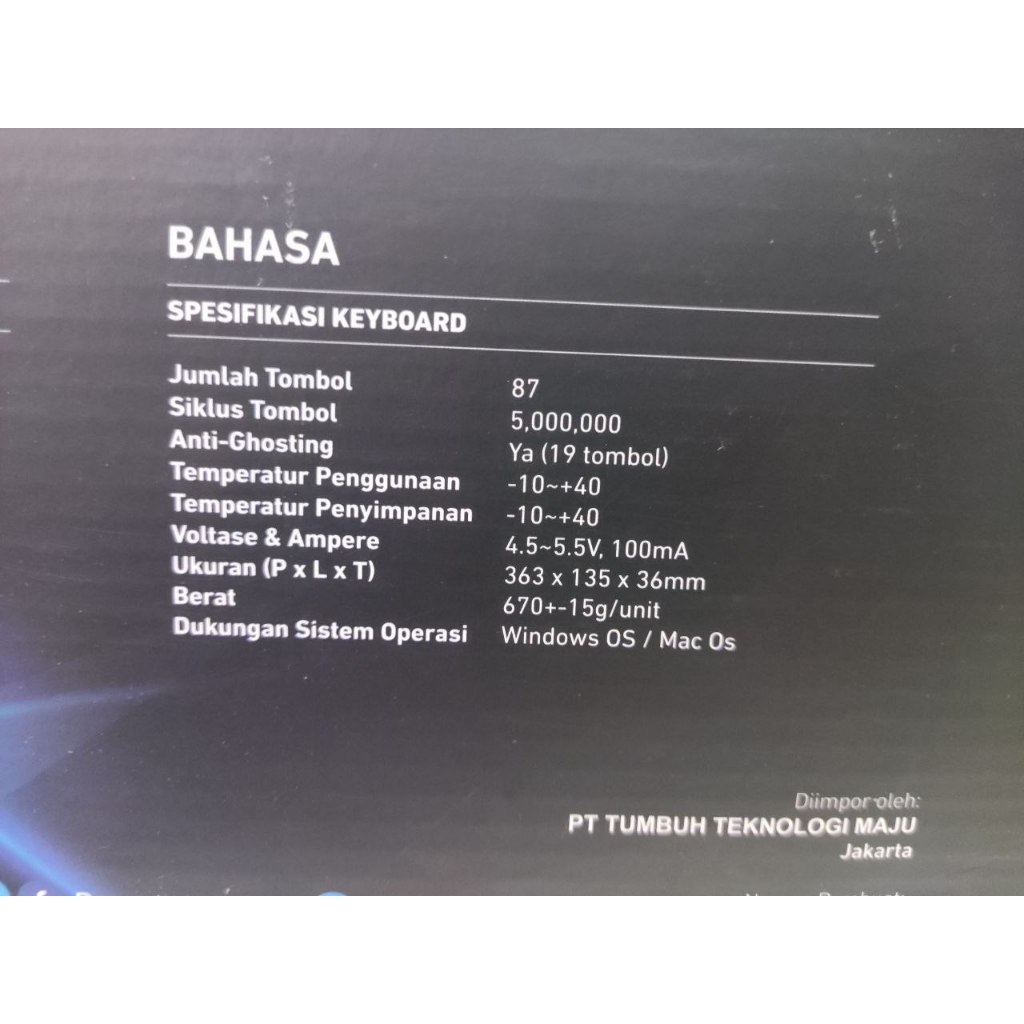 BAHASA
SPESIFIKASI KEYBOARD
Jumlah Tombol 87
Siklus Tombol 5,000,000
Anti-Ghosting Ya (19 tombol)
Temperatur Penggunaan -10~+40
Temperatur Penyimpanan -10~+40
Voltase & Ampere 4.5~5.5V, 100mA
Ukuran (P x L x T) 363 x 135 x 36mm
Berat 670+-15g/unit
Dukungan Sistem Operasi Windows OS / Mac Os
Diimpor oleh:
PT TUMBUH TEKNOLOGI MAJU
Jakarta